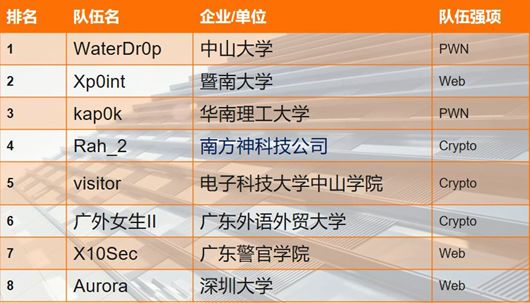 排名 队伍名 企业/单位 队伍强项
1 WaterDr0p 中山大学 PWN
2 Xp0int 暨南大学 Web
3 kap0k 华南理工大学 PWN
4 Rah_2 南方神科技公司 Crypto
5 visitor 电子科技大学中山学院 Crypto
6 广外女生II 广东外语外贸大学 Crypto
7 X10Sec 广东警官学院 Web
8 Aurora 深圳大学 Web